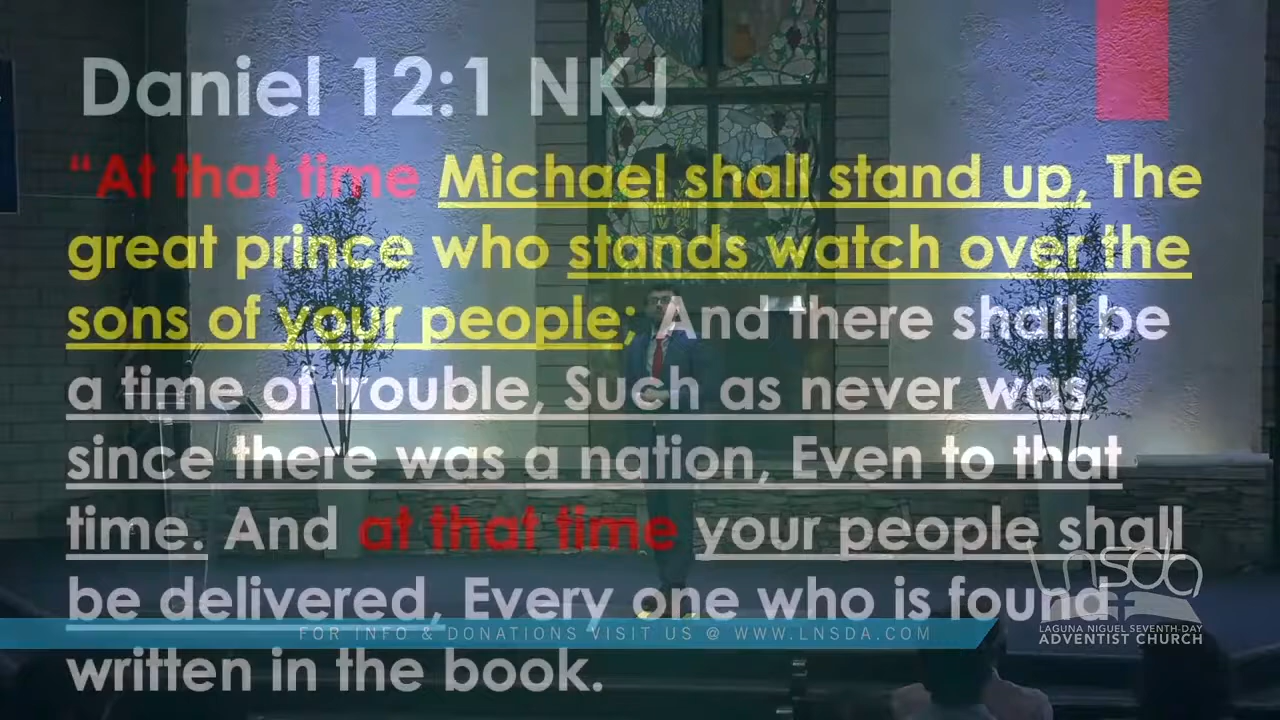 Daniel 12:1 NKJ
“At that time Michael shall stand up, The
great prince who stands watch over the
sons of your people; And there shall be
a time of trouble, Such as never was
since there was a nation, Even to that
time. And at that time your people shall
be delivered, Every one who is found
written in the book.
FOR INFO & DONATIONS VISIT US @ WWW.LNSDA.COM
lnsda
LAGUNA NIGUEL SEVENTH-DAY
ADVENTIST CHURCH